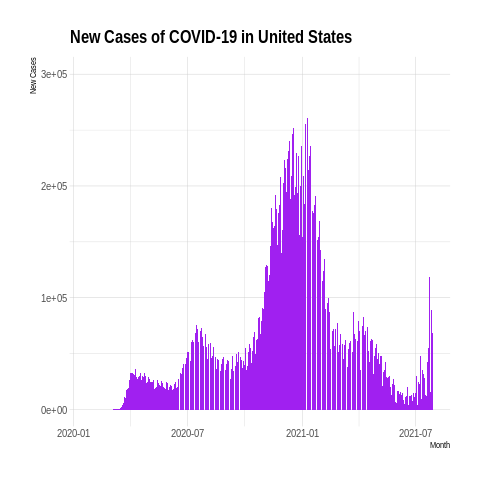 New Cases of COVID-19 in United States
New Cases
3e+05
2e+05
1e+05
0e+00
2020-01 2020-07 2021-01 2021-07
Month